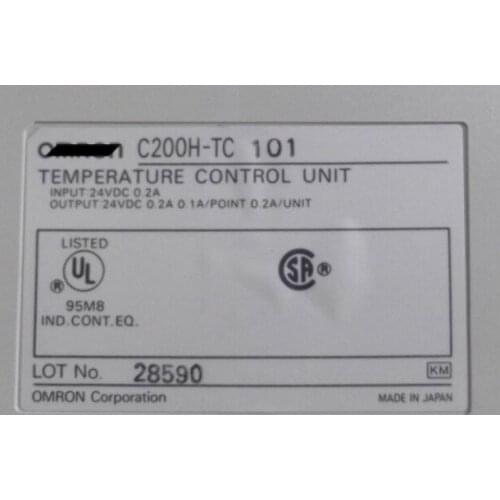 OMRON C200H-TC 101
TEMPERATURE CONTROL UNIT
INPUT 24VDC 0.2A
OUTPUT 24VDC 0.2A 0.1A/POINT 0.2A/UNIT
LISTED
UL ®
95M8
IND.CONT.EQ.
SA ®
LOT No. 28590
KM
OMRON Corporation
MADE IN JAPAN